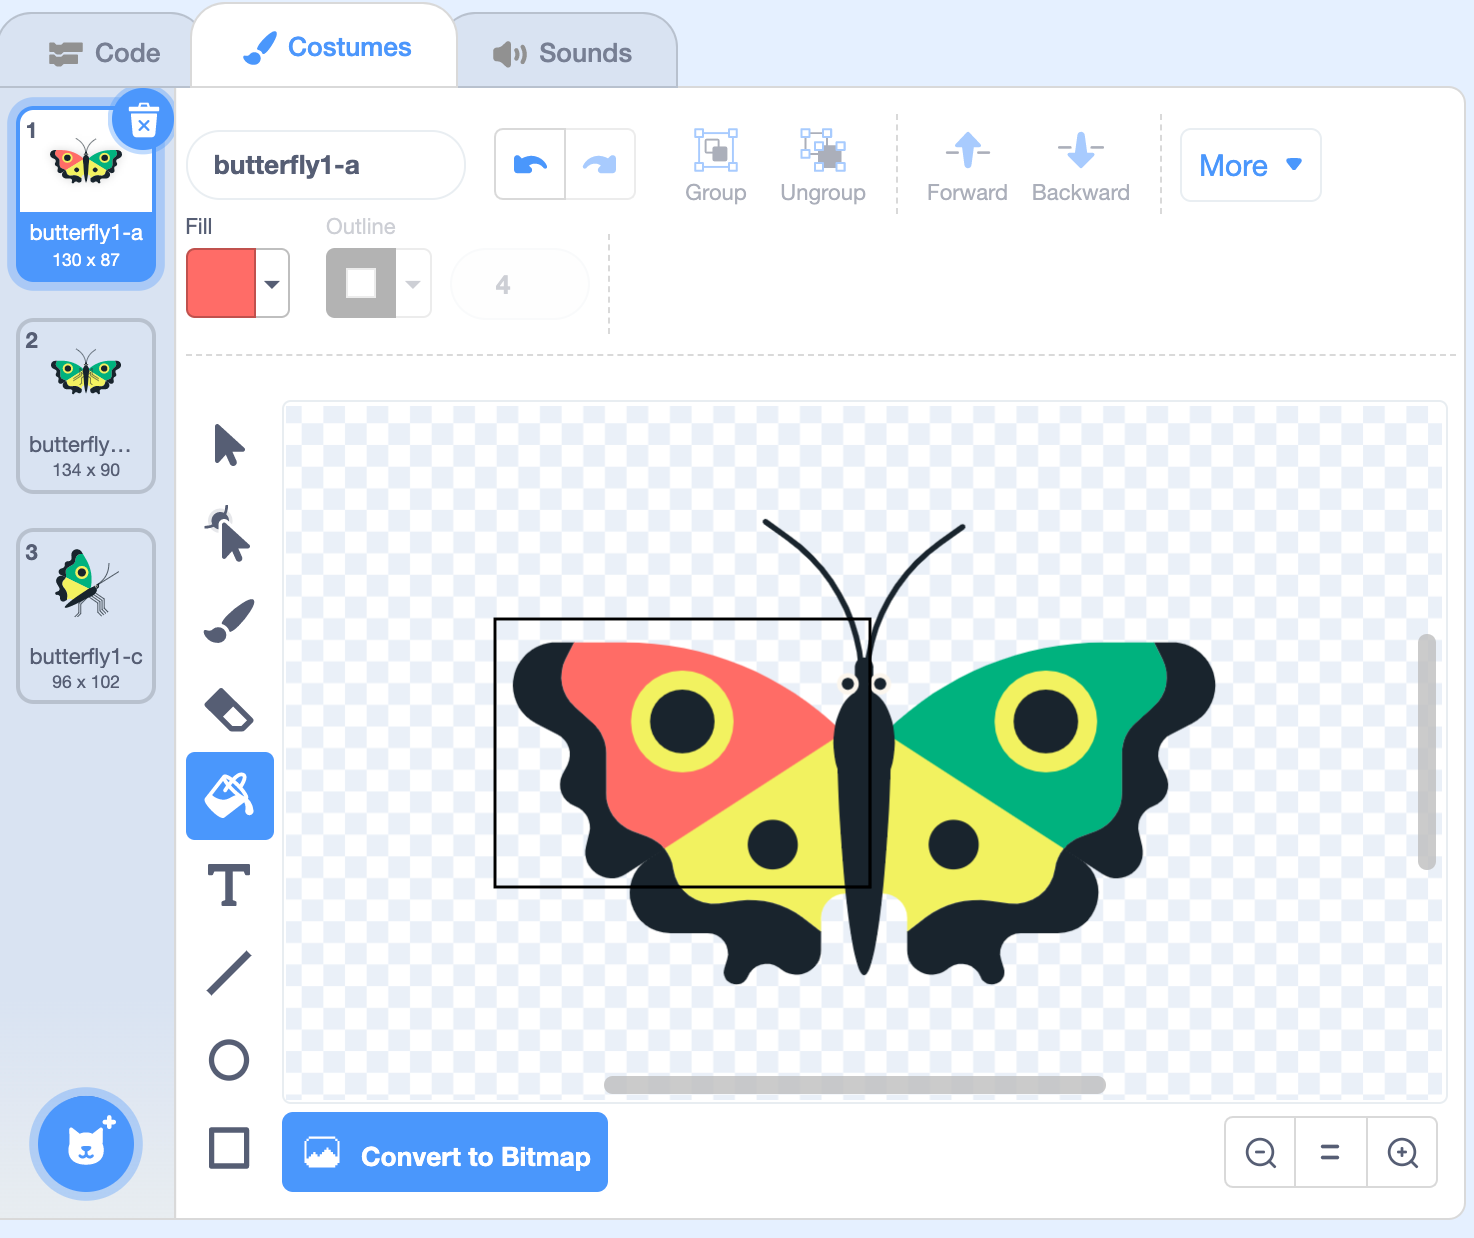 Code
Costumes
Sounds
1
butterfly1-a
130 x 87
2
butterfly...
134 x 90
3
butterfly1-c
96 x 102
butterfly1-a
Group
Ungroup
Forward
Backward
More
Fill
Outline
4
T
Convert to Bitmap